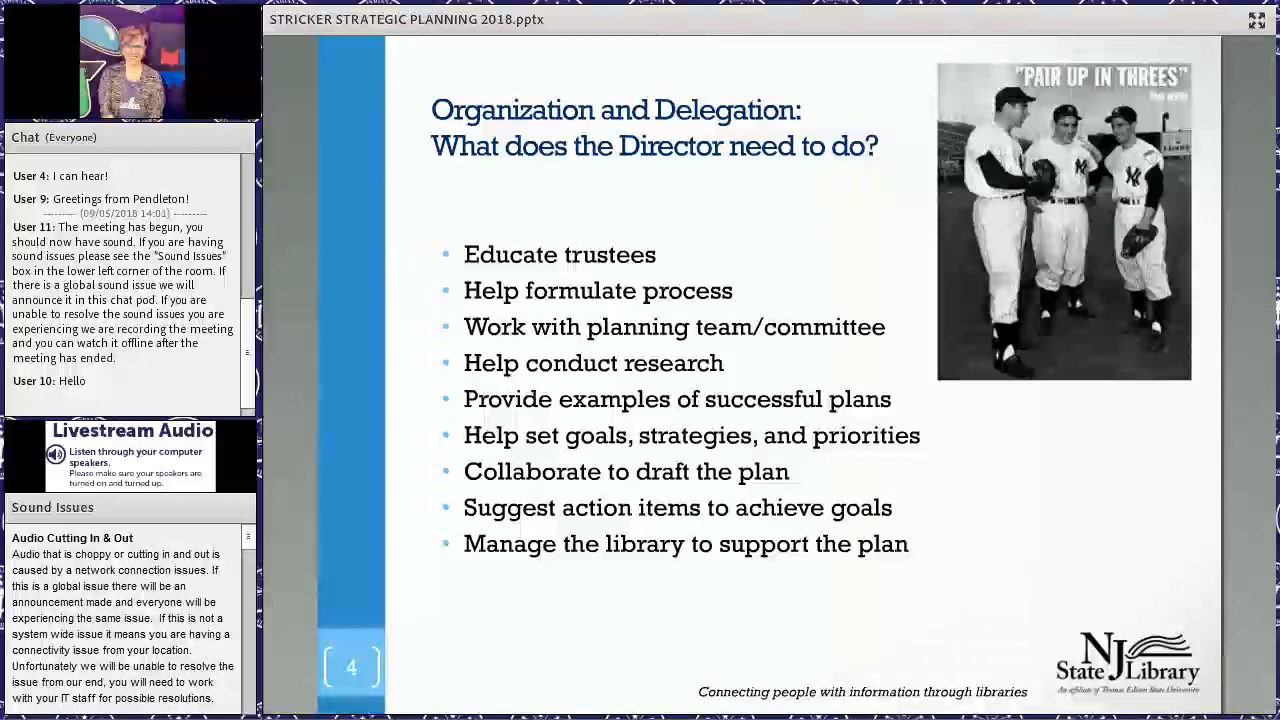 STRICKER STRATEGIC PLANNING 2018.pptx
Chat (Everyone)
User 4: I can hear!
User 9: Greetings from Pendleton!
-------- (09/05/2018 14:01) --------
User 11: The meeting has begun, you
should now have sound. If you are having
sound issues please see the "Sound Issues"
box in the lower left corner of the room. If
there is a global sound issue we will
announce it in this chat pod. If you are
unable to resolve the sound issues you are
experiencing we are recording the meeting
and you can watch it offline after the
meeting has ended.
User 10: Hello
Livestream Audio
Listen through your computer
speakers.
Please make sure your speakers are
turned on and turned up.
Sound Issues
Audio Cutting In & Out
Audio that is choppy or cutting in and out is
caused by a network connection issues. If
this is a global issue there will be an
announcement made and everyone will be
experiencing the same issue. If this is not a
system wide issue it means you are having a
connectivity issue from your location.
Unfortunately we will be unable to resolve the
issue from our end, you will need to work
with your IT staff for possible resolutions.
Organization and Delegation:
What does the Director need to do?
• Educate trustees
• Help formulate process
• Work with planning team/committee
• Help conduct research
• Provide examples of successful plans
• Help set goals, strategies, and priorities
• Collaborate to draft the plan
• Suggest action items to achieve goals
• Manage the library to support the plan
"PAIR UP IN THREES"
4
Connecting people with information through libraries
NJ
State Library
An affiliate of Thomas Edison State University